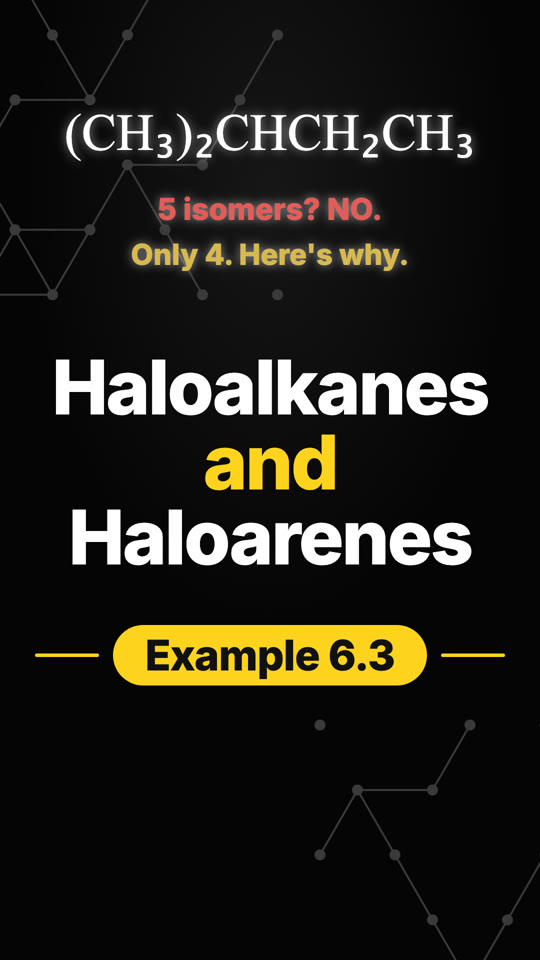 (CH₃)₂CHCH₂CH₃
5 isomers? NO.
Only 4. Here's why.
Haloalkanes
and
Haloarenes
Example 6.3